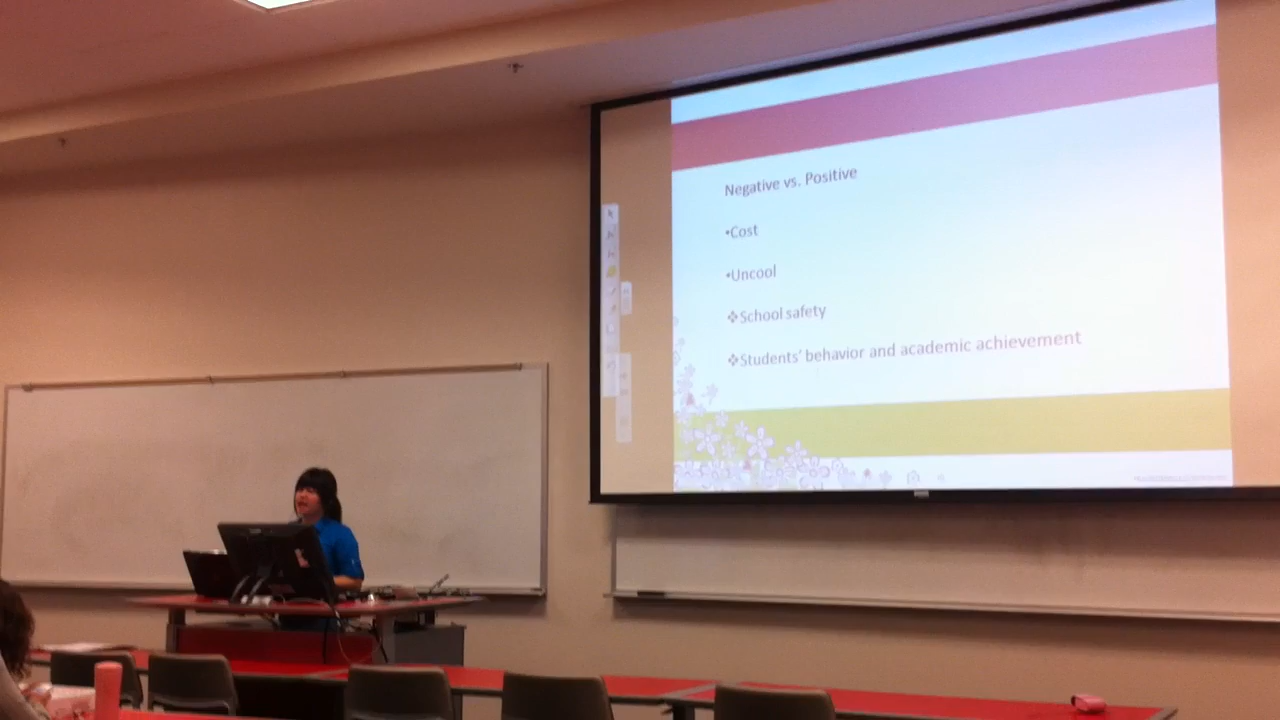 Negative vs. Positive
•Cost
•Uncool
❖School safety
❖Students' behavior and academic achievement